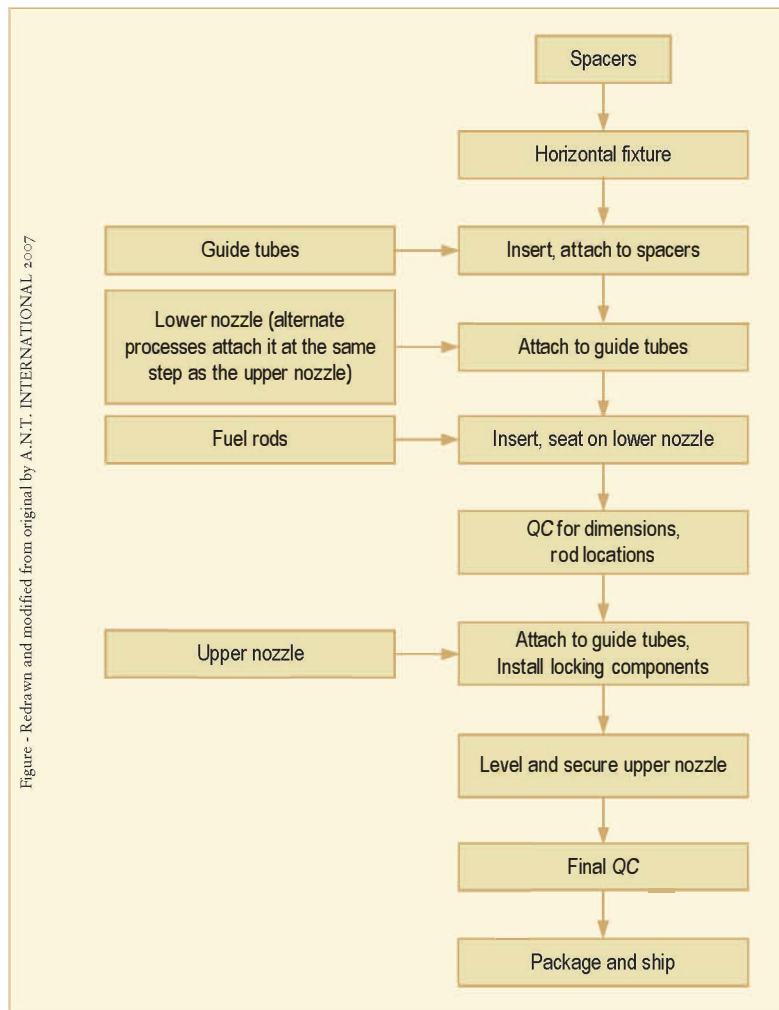 Spacers
Horizontal fixture
Guide tubes
Insert, attach to spacers
Lower nozzle (alternate
processes attach it at the same
step as the upper nozzle)
Attach to guide tubes
Fuel rods
Insert, seat on lower nozzle
QC for dimensions,
rod locations
Upper nozzle
Attach to guide tubes,
Install locking components
Level and secure upper nozzle
Final QC
Package and ship
Figure - Redrawn and modified from original by A.N.T. INTERNATIONAL 2007